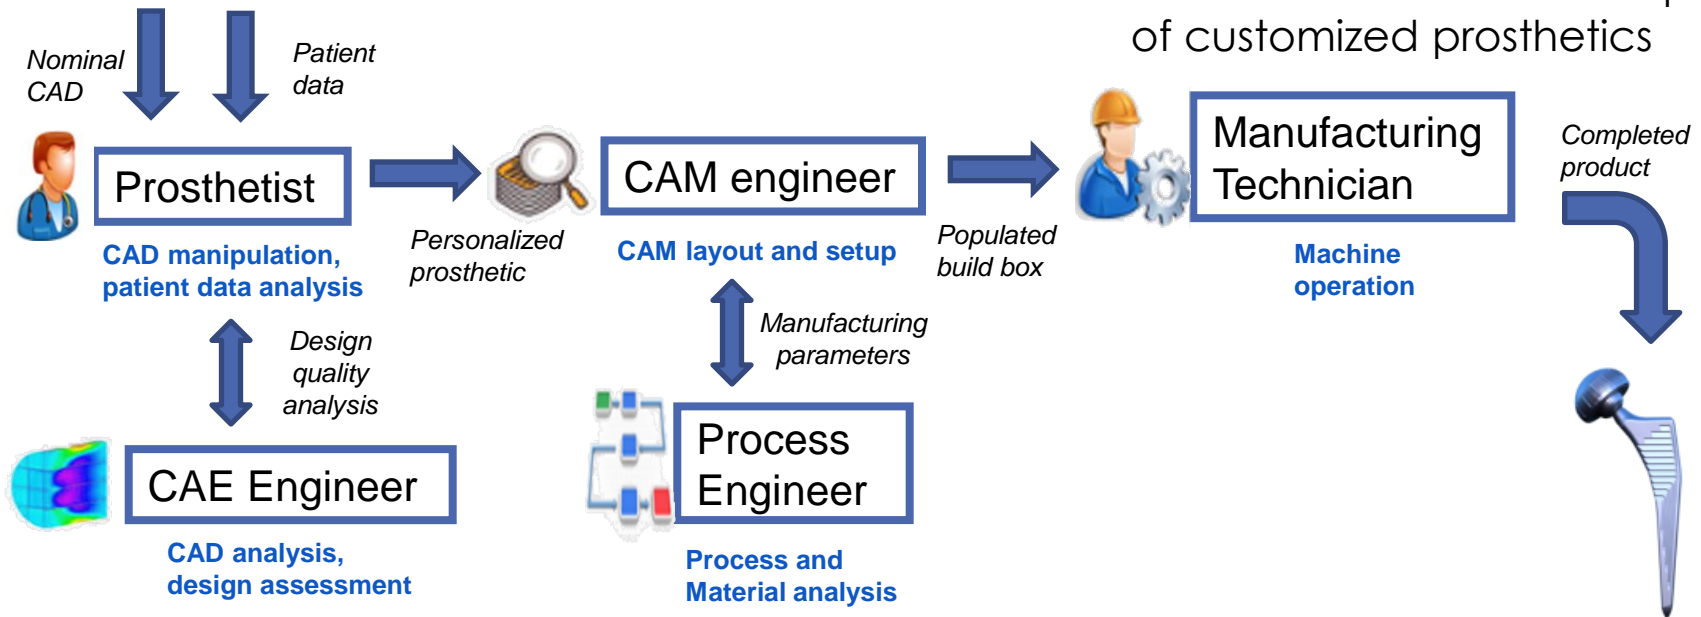 of customized prosthetics
Nominal
CAD
Patient
data
Prosthetist
CAD manipulation,
patient data analysis
Personalized
prosthetic
CAM engineer
CAM layout and setup
Populated
build box
Manufacturing
Technician
Machine
operation
Completed
product
Design
quality
analysis
Manufacturing
parameters
CAE Engineer
CAD analysis,
design assessment
Process
Engineer
Process and
Material analysis